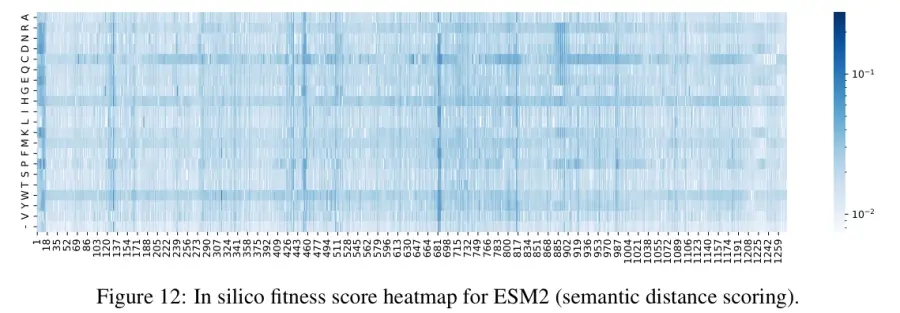 - V Y W T S P F M K L I H G E Q C D N R A
1 18 35 52 69 86 103 120 137 154 171 188 205 222 239 256 273 290 307 324 341 358 375 392 409 426 443 460 477 494 511 528 545 562 579 596 613 630 647 664 681 698 715 732 749 766 783 800 817 834 851 868 885 902 919 936 953 970 987 1004 1021 1038 1055 1072 1089 1106 1123 1140 1157 1174 1191 1208 1225 1242 1259
10⁻¹
10⁻²
Figure 12: In silico fitness score heatmap for ESM2 (semantic distance scoring).